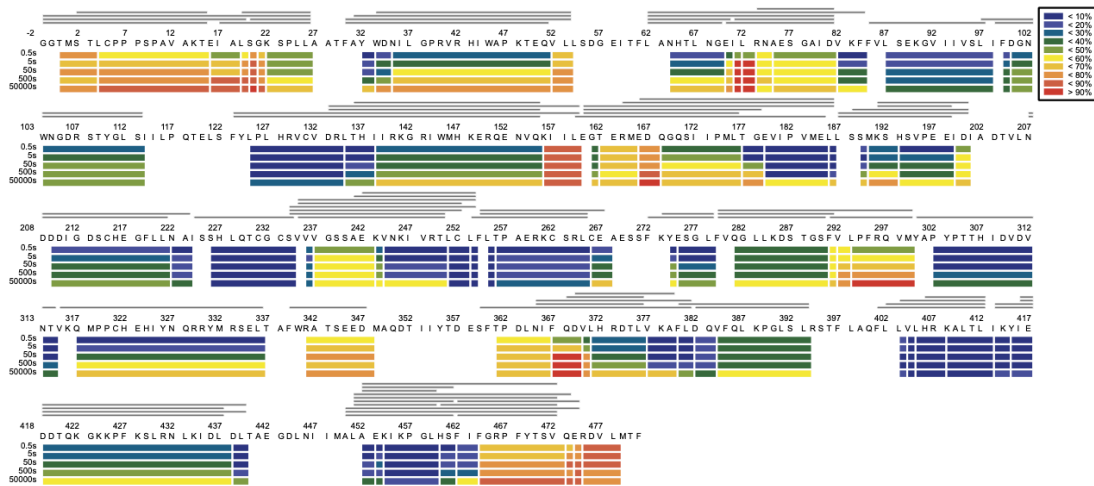 -2 2 7 12 17 22 27 32 37 42 47 52 57 62 67 72 77 82 87 92 97 102
GGTMS TLCPP PSPAV AKTEI ALSGK SPLLA ATFAY WDNIL GPRVR HIWAP KTEQV LLSDG EITFL ANHTL NGEIL RNAES GAIDV KFFVL SEKGV IIVSL IFDGN
0.5s
5s
50s
500s
50000s
< 10%
< 20%
< 30%
< 40%
< 50%
< 60%
< 70%
< 80%
< 90%
> 90%
103 107 112 117 122 127 132 137 142 147 152 157 162 167 172 177 182 187 192 197 202 207
WNGDR STYGL SIILP QTELS FYLPL HRVCV DRLTH IIRKG RIWMH KERQE NVQKI ILEGT ERMED QGQSI IPMLT GEVIP VMELL SSMKS HSVPE EIDIA DTVLN
0.5s
5s
50s
500s
50000s
208 212 217 222 227 232 237 242 247 252 257 262 267 272 277 282 287 292 297 302 307 312
DDDIG DSCHE GFLLN AISSH LQTCG CSVVV GSSAE KVNKI VRTLC LFLTP AERKC SRLCE AESSF KYESG LFVQG LLKDS TGSFV LPFRQ VMYAP YPTTH IDVDV
0.5s
5s
50s
500s
50000s
313 317 322 327 332 337 342 347 352 357 362 367 372 377 382 387 392 397 402 407 412 417
NTVKQ MPPCH EHIYN QRRYM RSELT AFWRA TSEED MAQDT IIYTD ESFTP DLNIF QDVLH RDTLV KAFLD QVFQL KPGLS LRSTF LAQFL LVLHR KALTL IKYIE
0.5s
5s
50s
500s
50000s
418 422 427 432 437 442 447 452 457 462 467 472 477
DDTQK GKKPF KSLRN LKIDL DLTAE GDLNI IMALA EKIKP GLHSF IFGRP FYTSV QERDV LMTF
0.5s
5s
50s
500s
50000s